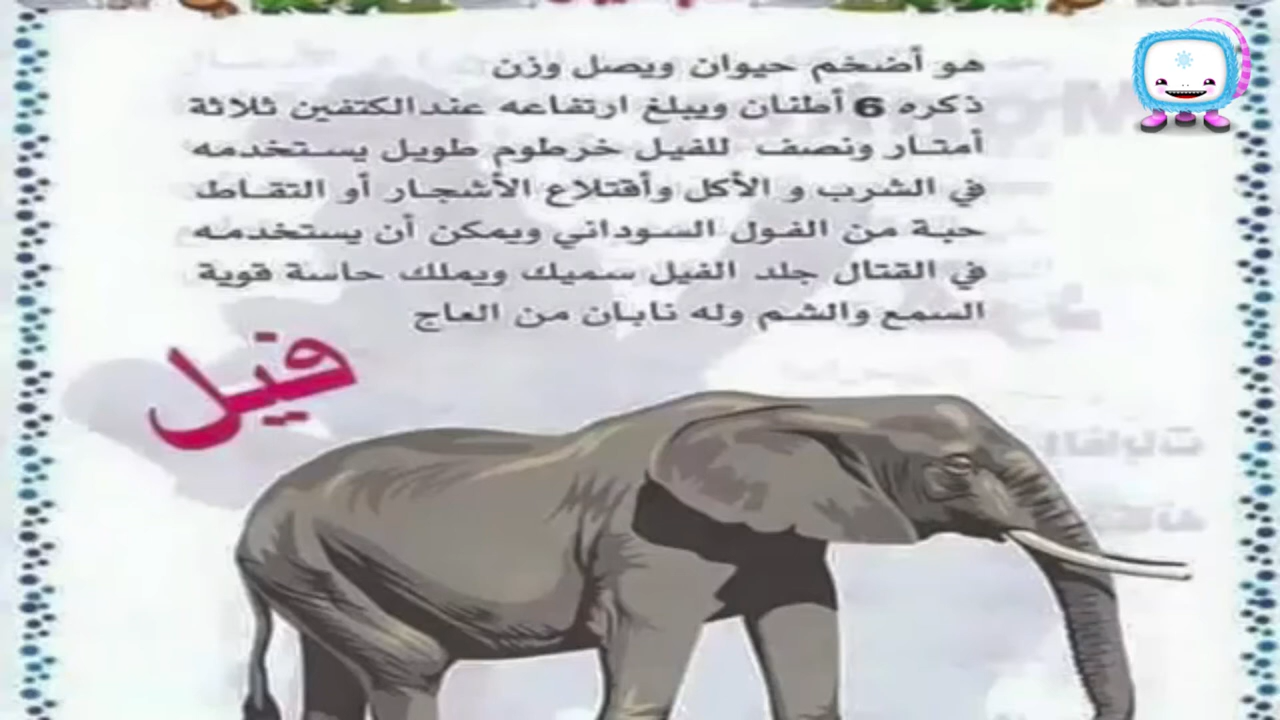 هو أضخم حيوان ويصل وزن
ذكره 6 أطنان ويبلغ ارتفاعه عندالكتفين ثلاثة
أمتار ونصف للفيل خرطوم طويل يستخدمه
في الشرب و الأكل وأقتلاع الأشجار أو التقاط
حبة من الفول السوداني ويمكن أن يستخدمه
في القتال جلد الفيل سميك ويملك حاسة قوية
السمع والشم وله نابان من العاج
فيل